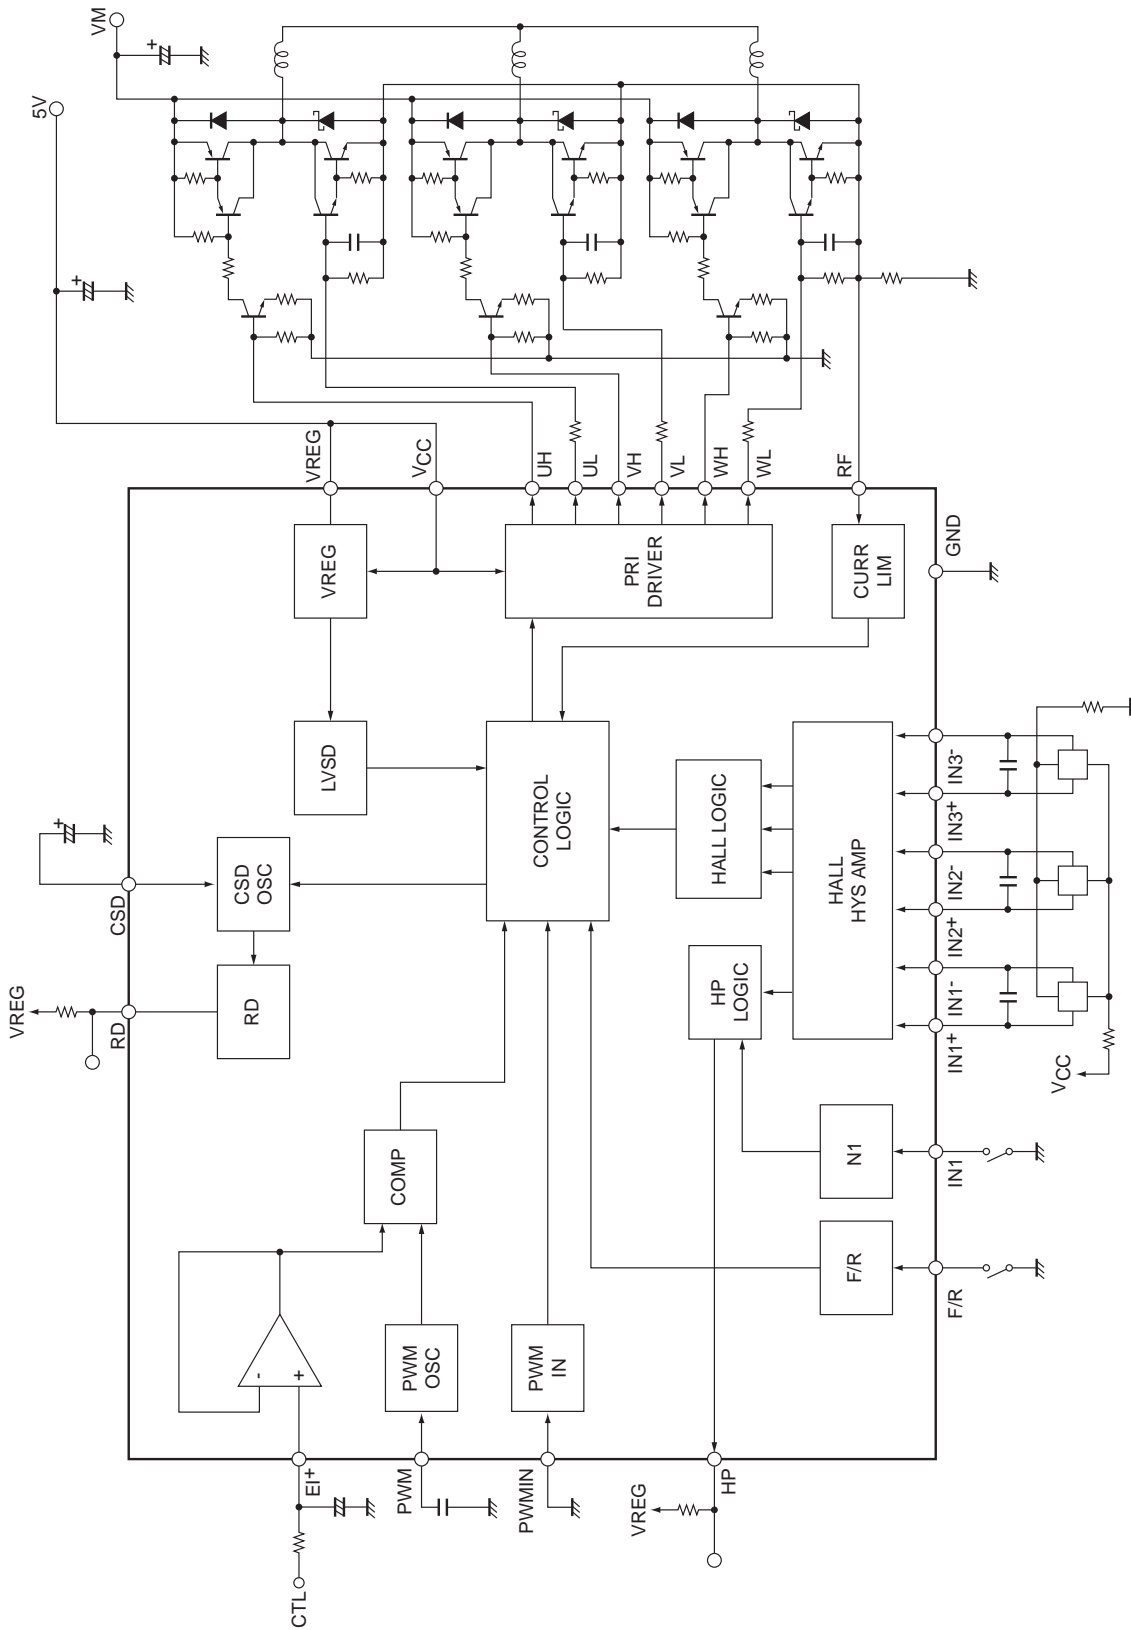 VM
5V
VREG
VCC
UH
UL
VH
VL
WH
WL
RF
GND
VREG
PRI
DRIVER
CURR
LIM
LVSD
CONTROL
LOGIC
HALL LOGIC
HALL
HYS AMP
IN3-
IN3+
IN2-
IN2+
IN1-
IN1+
VCC
CSD
CSD
OSC
VREG
RD
RD
HP
LOGIC
N1
IN1
F/R
F/R
COMP
PWM
OSC
PWM
IN
-
+
EI+
PWM
PWMIN
VREG
HP
CTL
+
+
+